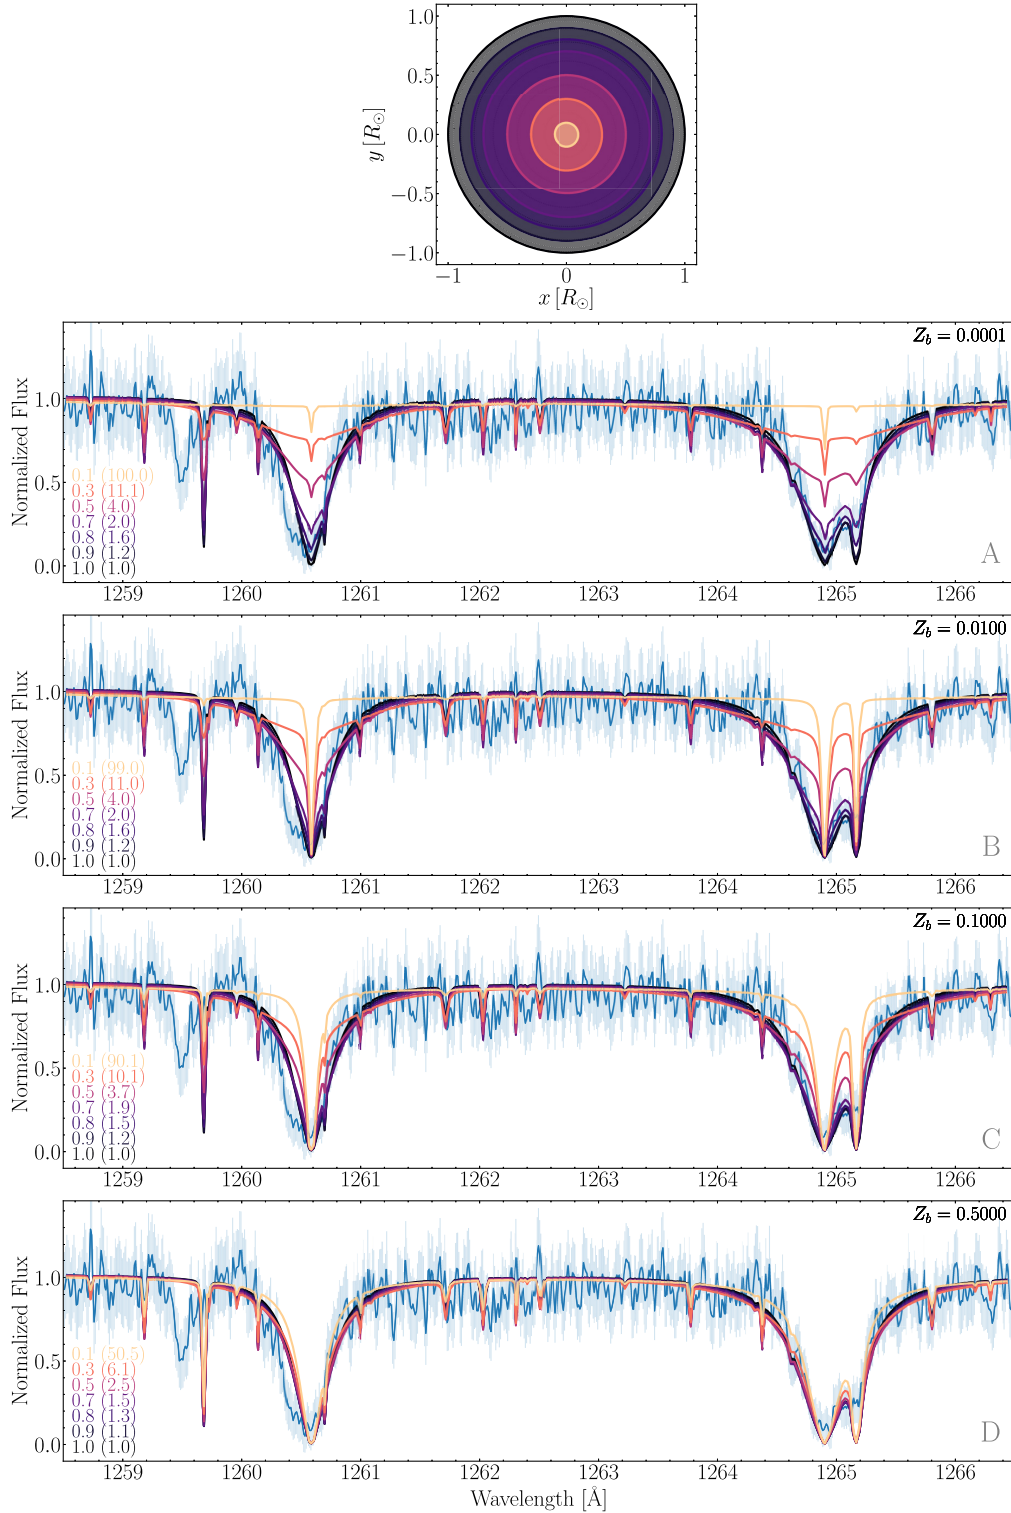 1.0
0.5
0.0
−0.5
−1.0
y [R⊙]
−1 0 1
x [R⊙]
Z_b = 0.0001
1.0
0.5
0.0
Normalized Flux
0.1 (100.0)
0.3 (11.1)
0.5 (4.0)
0.7 (2.0)
0.8 (1.6)
0.9 (1.2)
1.0 (1.0)
A
1259 1260 1261 1262 1263 1264 1265 1266
Z_b = 0.0100
1.0
0.5
0.0
Normalized Flux
0.1 (99.0)
0.3 (11.0)
0.5 (4.0)
0.7 (2.0)
0.8 (1.6)
0.9 (1.2)
1.0 (1.0)
B
1259 1260 1261 1262 1263 1264 1265 1266
Z_b = 0.1000
1.0
0.5
0.0
Normalized Flux
0.1 (90.1)
0.3 (10.1)
0.5 (3.7)
0.7 (1.9)
0.8 (1.5)
0.9 (1.2)
1.0 (1.0)
C
1259 1260 1261 1262 1263 1264 1265 1266
Z_b = 0.5000
1.0
0.5
0.0
Normalized Flux
0.1 (50.5)
0.3 (6.1)
0.5 (2.5)
0.7 (1.5)
0.8 (1.3)
0.9 (1.1)
1.0 (1.0)
D
1259 1260 1261 1262 1263 1264 1265 1266
Wavelength [Å]